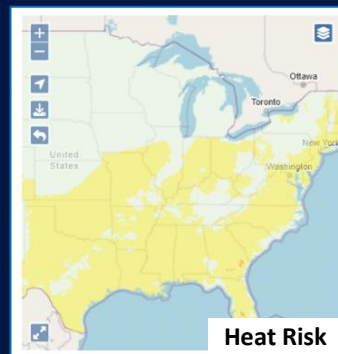 +
−
Ottawa
Toronto
New York
United
States
Washington
Heat Risk